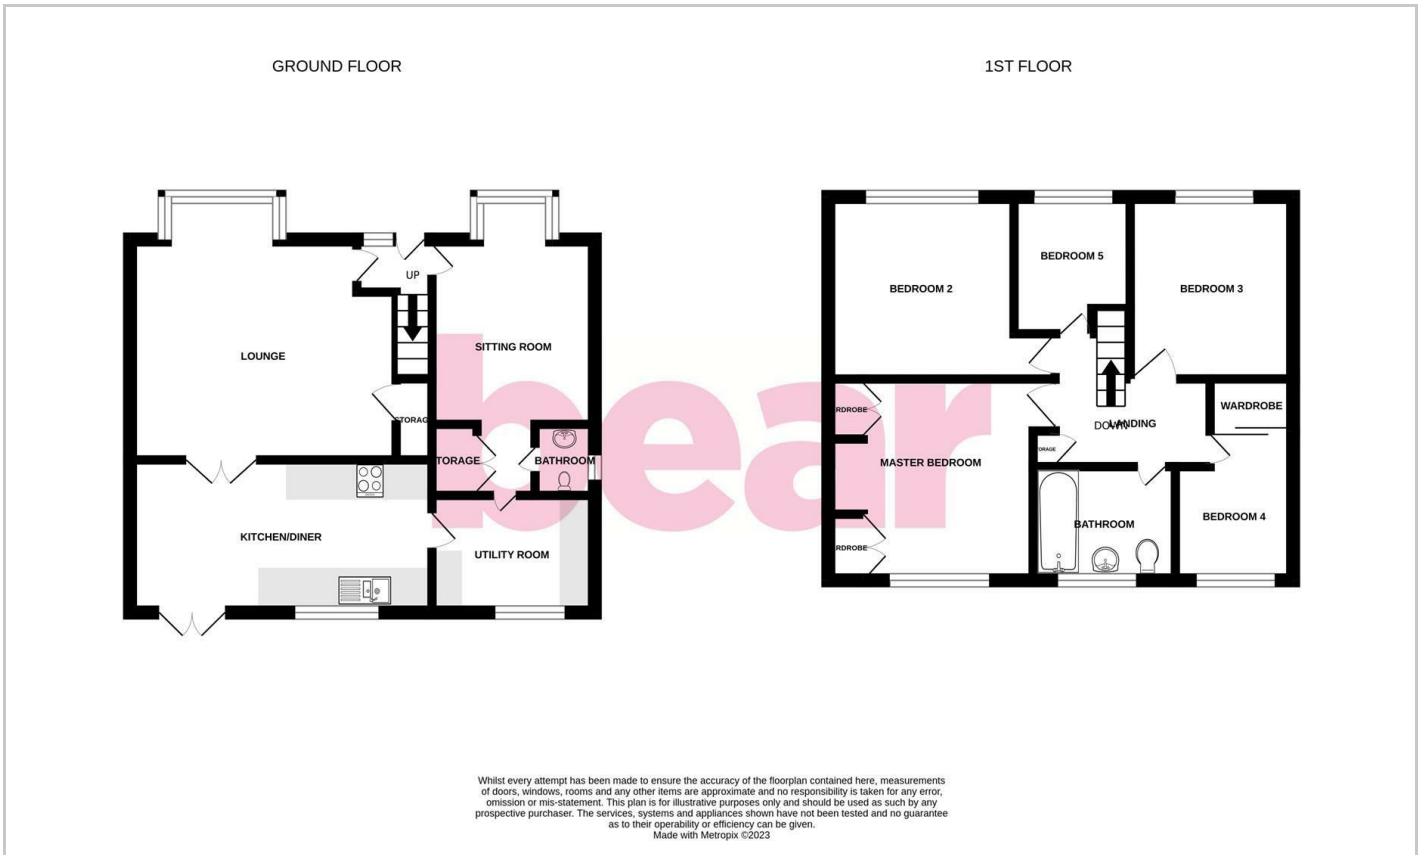 GROUND FLOOR
1ST FLOOR
UP
LOUNGE
SITTING ROOM
STORAG
TORAGE
BATHROOM
KITCHEN/DINER
UTILITY ROOM
BEDROOM 2
BEDROOM 5
BEDROOM 3
RDROBE
WARDROBE
DOWN
LANDING
ORAGE
MASTER BEDROOM
BATHROOM
BEDROOM 4
RDROBE
bear
Whilst every attempt has been made to ensure the accuracy of the floorplan contained here, measurements
of doors, windows, rooms and any other items are approximate and no responsibility is taken for any error,
omission or mis-statement. This plan is for illustrative purposes only and should be used as such by any
prospective purchaser. The services, systems and appliances shown have not been tested and no guarantee
as to their operability or efficiency can be given.
Made with Metropix ©2023